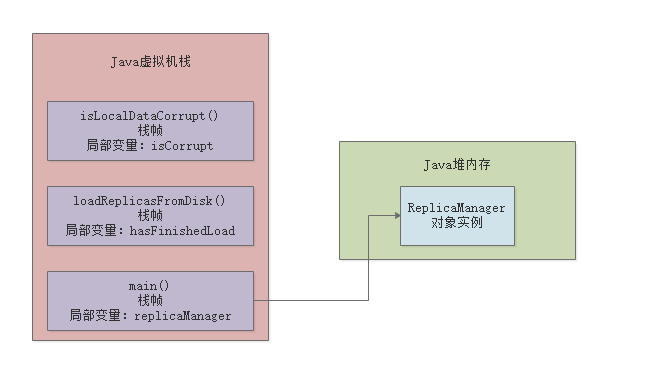 Java虚拟机栈
isLocalDataCorrupt()
栈帧
局部变量：isCorrupt
loadReplicasFromDisk()
栈帧
局部变量：hasFinishedLoad
main()
栈帧
局部变量：replicaManager
Java堆内存
ReplicaManager
对象实例